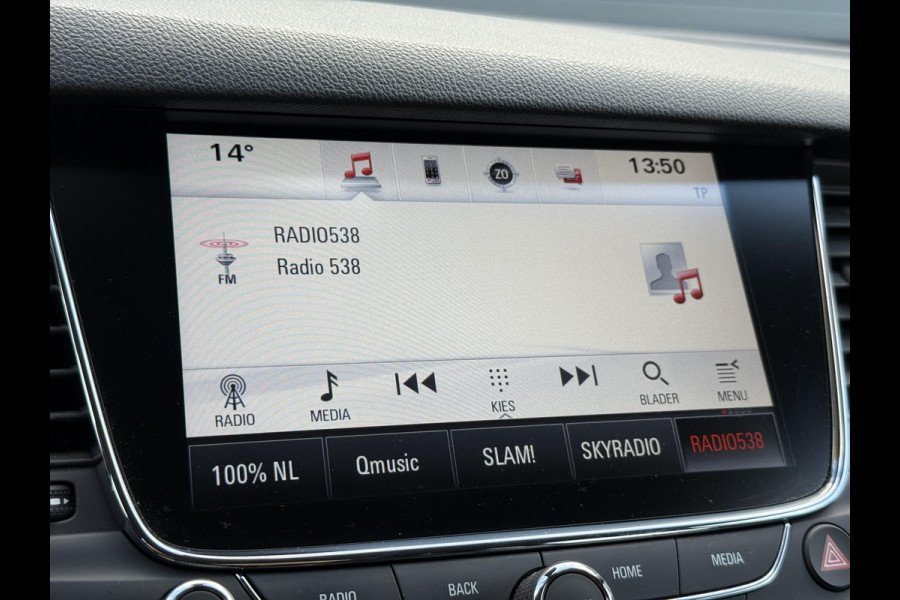 14°
ZO
13:50
TP
RADIO538
FM
Radio 538
RADIO
MEDIA
KIES
BLADER
MENU
100% NL
Qmusic
SLAM!
SKYRADIO
RADIO538
RADIO
BACK
HOME
MEDIA